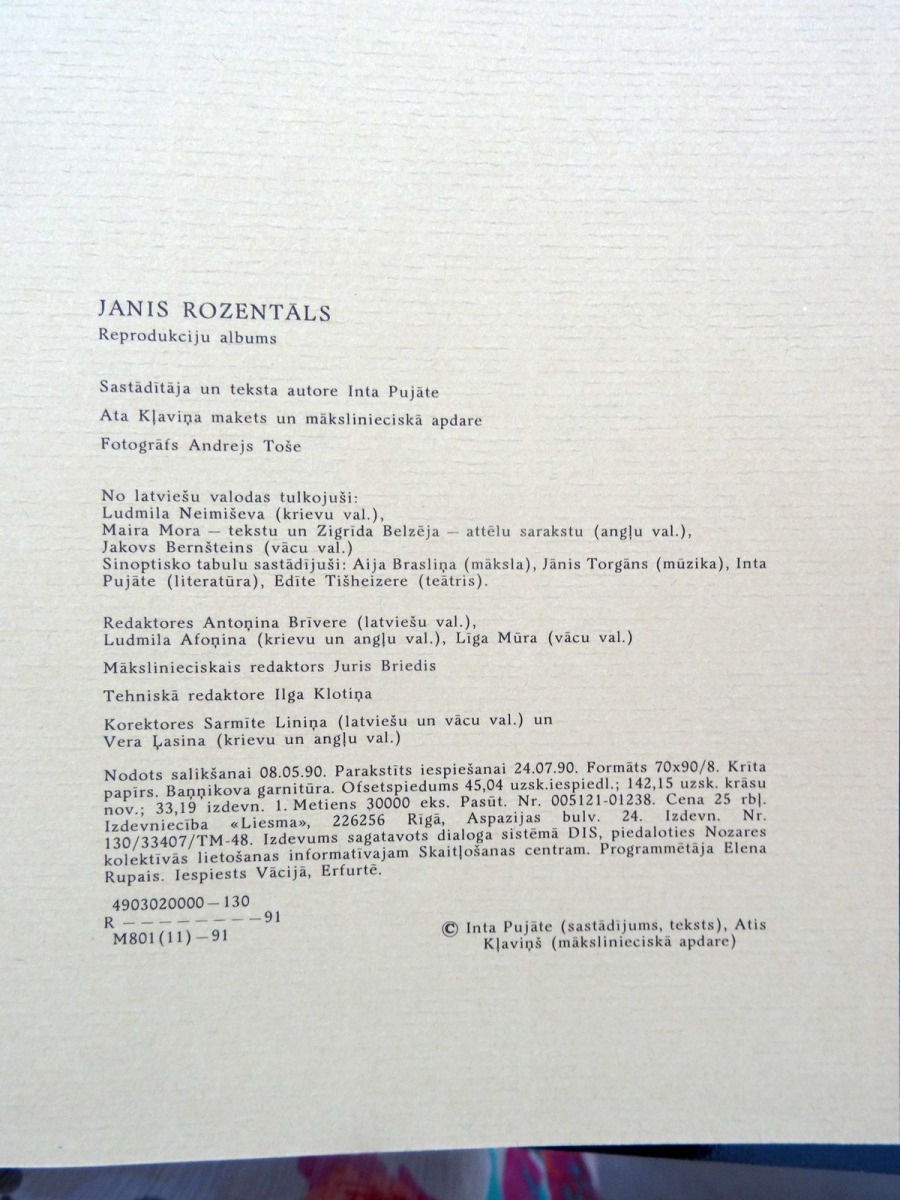 JANIS ROZENTĀLS
Reprodukciju albums
Sastādītāja un teksta autore Inta Pujāte
Ata Kļaviņa makets un mākslinieciskā apdare
Fotogrāfs Andrejs Toše
No latviešu valodas tulkojuši:
Ludmila Neimiševa (krievu val.),
Maira Mora — tekstu un Zigrīda Belzēja — attēlu sarakstu (angļu val.),
Jakovs Bernšteins (vācu val.)
Sinoptisko tabulu sastādījuši: Aija Brasliņa (māksla), Jānis Torgāns (mūzika), Inta
Pujāte (literatūra), Edīte Tišheizere (teātris).
Redaktores Antoņina Brīvere (latviešu val.),
Ludmila Afoņina (krievu un angļu val.), Līga Mūra (vācu val.)
Mākslinieciskais redaktors Juris Briedis
Tehniskā redaktore Ilga Klotiņa
Korektores Sarmīte Liniņa (latviešu un vācu val.) un
Vera Ļasina (krievu un angļu val.)
Nodots salikšanai 08.05.90. Parakstīts iespiešanai 24.07.90. Formāts 70x90/8. Krīta
papīrs. Baņņikova garnitūra. Ofsetspiedums 45,04 uzsk.iespiedl.; 142,15 uzsk. krāsu
nov.; 33,19 izdevn. 1. Metiens 30000 eks. Pasūt. Nr. 005121-01238. Cena 25 rbļ.
Izdevniecība «Liesma», 226256 Rīgā, Aspazijas bulv. 24. Izdevn. Nr.
130/33407/TM-48. Izdevums sagatavots dialoga sistēmā DIS, piedaloties Nozares
kolektīvās lietošanas informatīvajam Skaitļošanas centram. Programmētāja Elena
Rupais. Iespiests Vācijā, Erfurtē.
4903020000—130
R — — — — — — — —91
M801(11)—91
© Inta Pujāte (sastādījums, teksts), Atis
Kļaviņš (mākslinieciskā apdare)